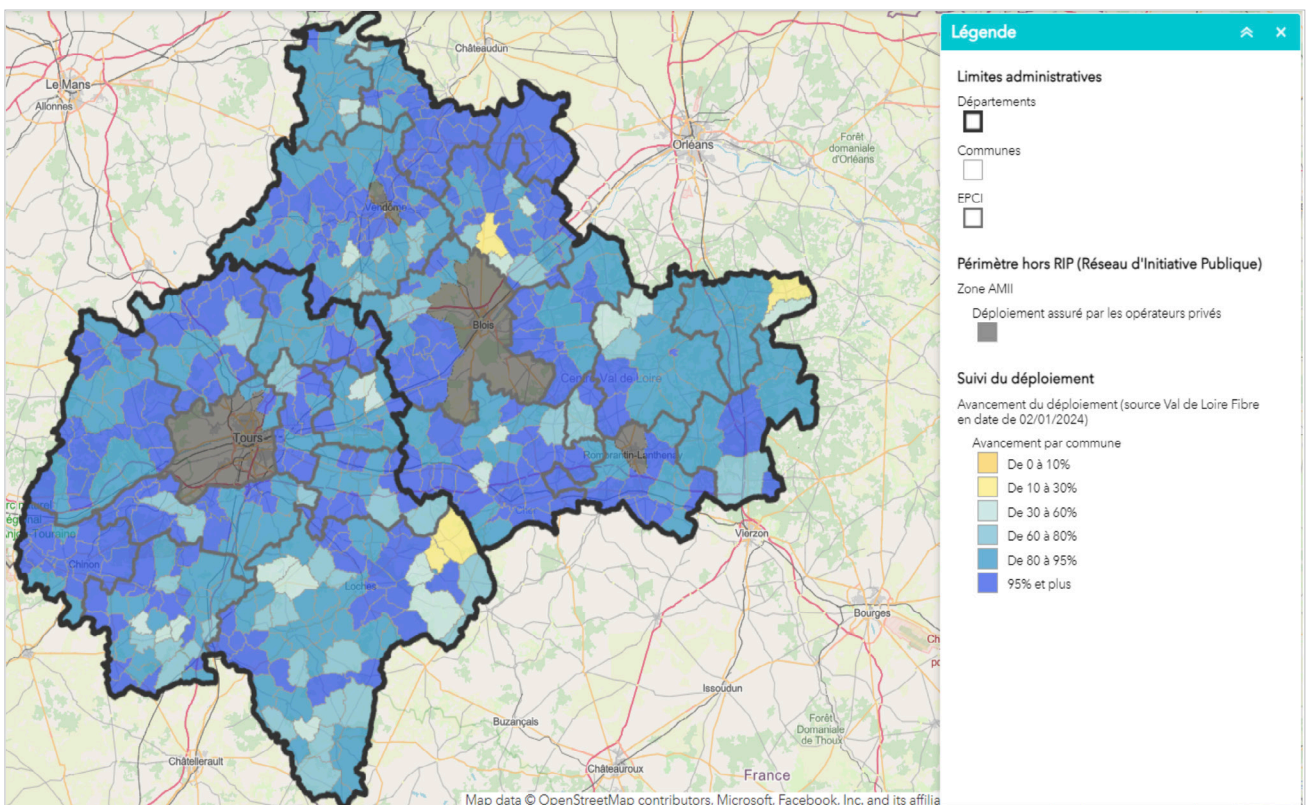 Légende
Limites administratives
Départements
Communes
EPCI
Périmètre hors RIP (Réseau d'Initiative Publique)
Zone AMII
Déploiement assuré par les opérateurs privés
Suivi du déploiement
Avancement du déploiement (source Val de Loire Fibre
en date de 02/01/2024)
Avancement par commune
De 0 à 10%
De 10 à 30%
De 30 à 60%
De 60 à 80%
De 80 à 95%
95% et plus
Châteaudun
Le Mans
Allonnes
Orléans
Forêt
domaniale
d'Orléans
Vendôme
Blois
Centre-Val de Loire
Tours
Romorantin-Lanthenay
Vierzon
Chinon
Loches
Bourges
Issoudun
Buzançais
Forêt
Domaniale
de Thoux
Châtellerault
Châteauroux
France
Map data © OpenStreetMap contributors, Microsoft, Facebook, Inc. and its affilia